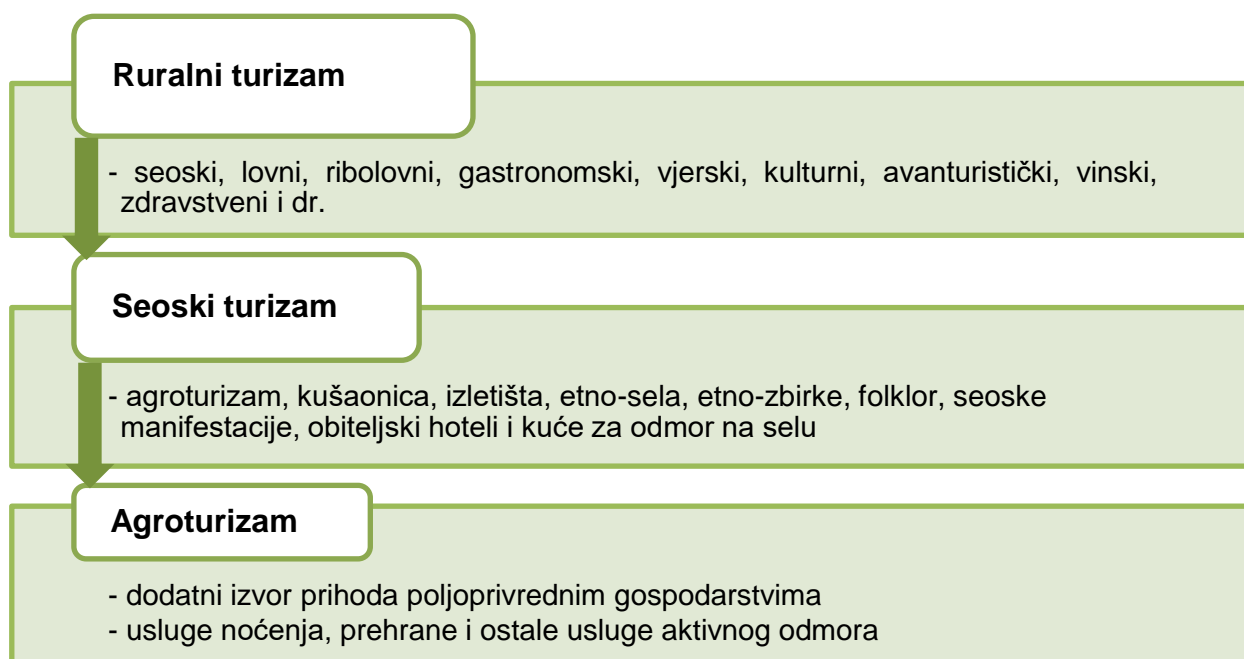 Ruralni turizam
- seoski, lovni, ribolovni, gastronomski, vjerski, kulturni, avanturistički, vinski,
zdravstveni i dr.
Seoski turizam
- agroturizam, kušaonica, izletišta, etno-sela, etno-zbirke, folklor, seoske
manifestacije, obiteljski hoteli i kuće za odmor na selu
Agroturizam
- dodatni izvor prihoda poljoprivrednim gospodarstvima
- usluge noćenja, prehrane i ostale usluge aktivnog odmora